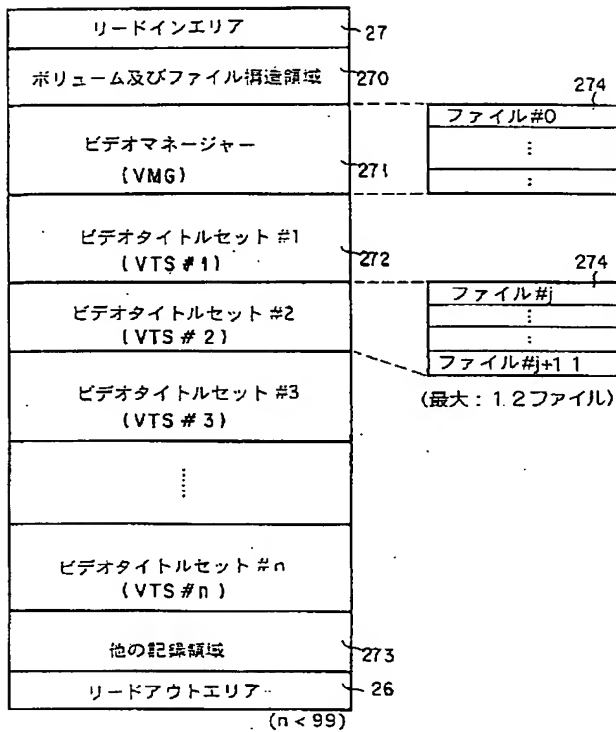 リードインエリア
27
ボリューム及びファイル構造領域
270
274
ファイル#0
ビデオマネージャー
(VMG)
271
ビデオタイトルセット #1
(VTS #1)
272
274
ファイル#j
ビデオタイトルセット #2
(VTS #2)
ファイル#j+11
(最大: 12ファイル)
ビデオタイトルセット #3
(VTS #3)
ビデオタイトルセット #n
(VTS #n)
他の記録領域
273
リードアウトエリア
26
(n<99)